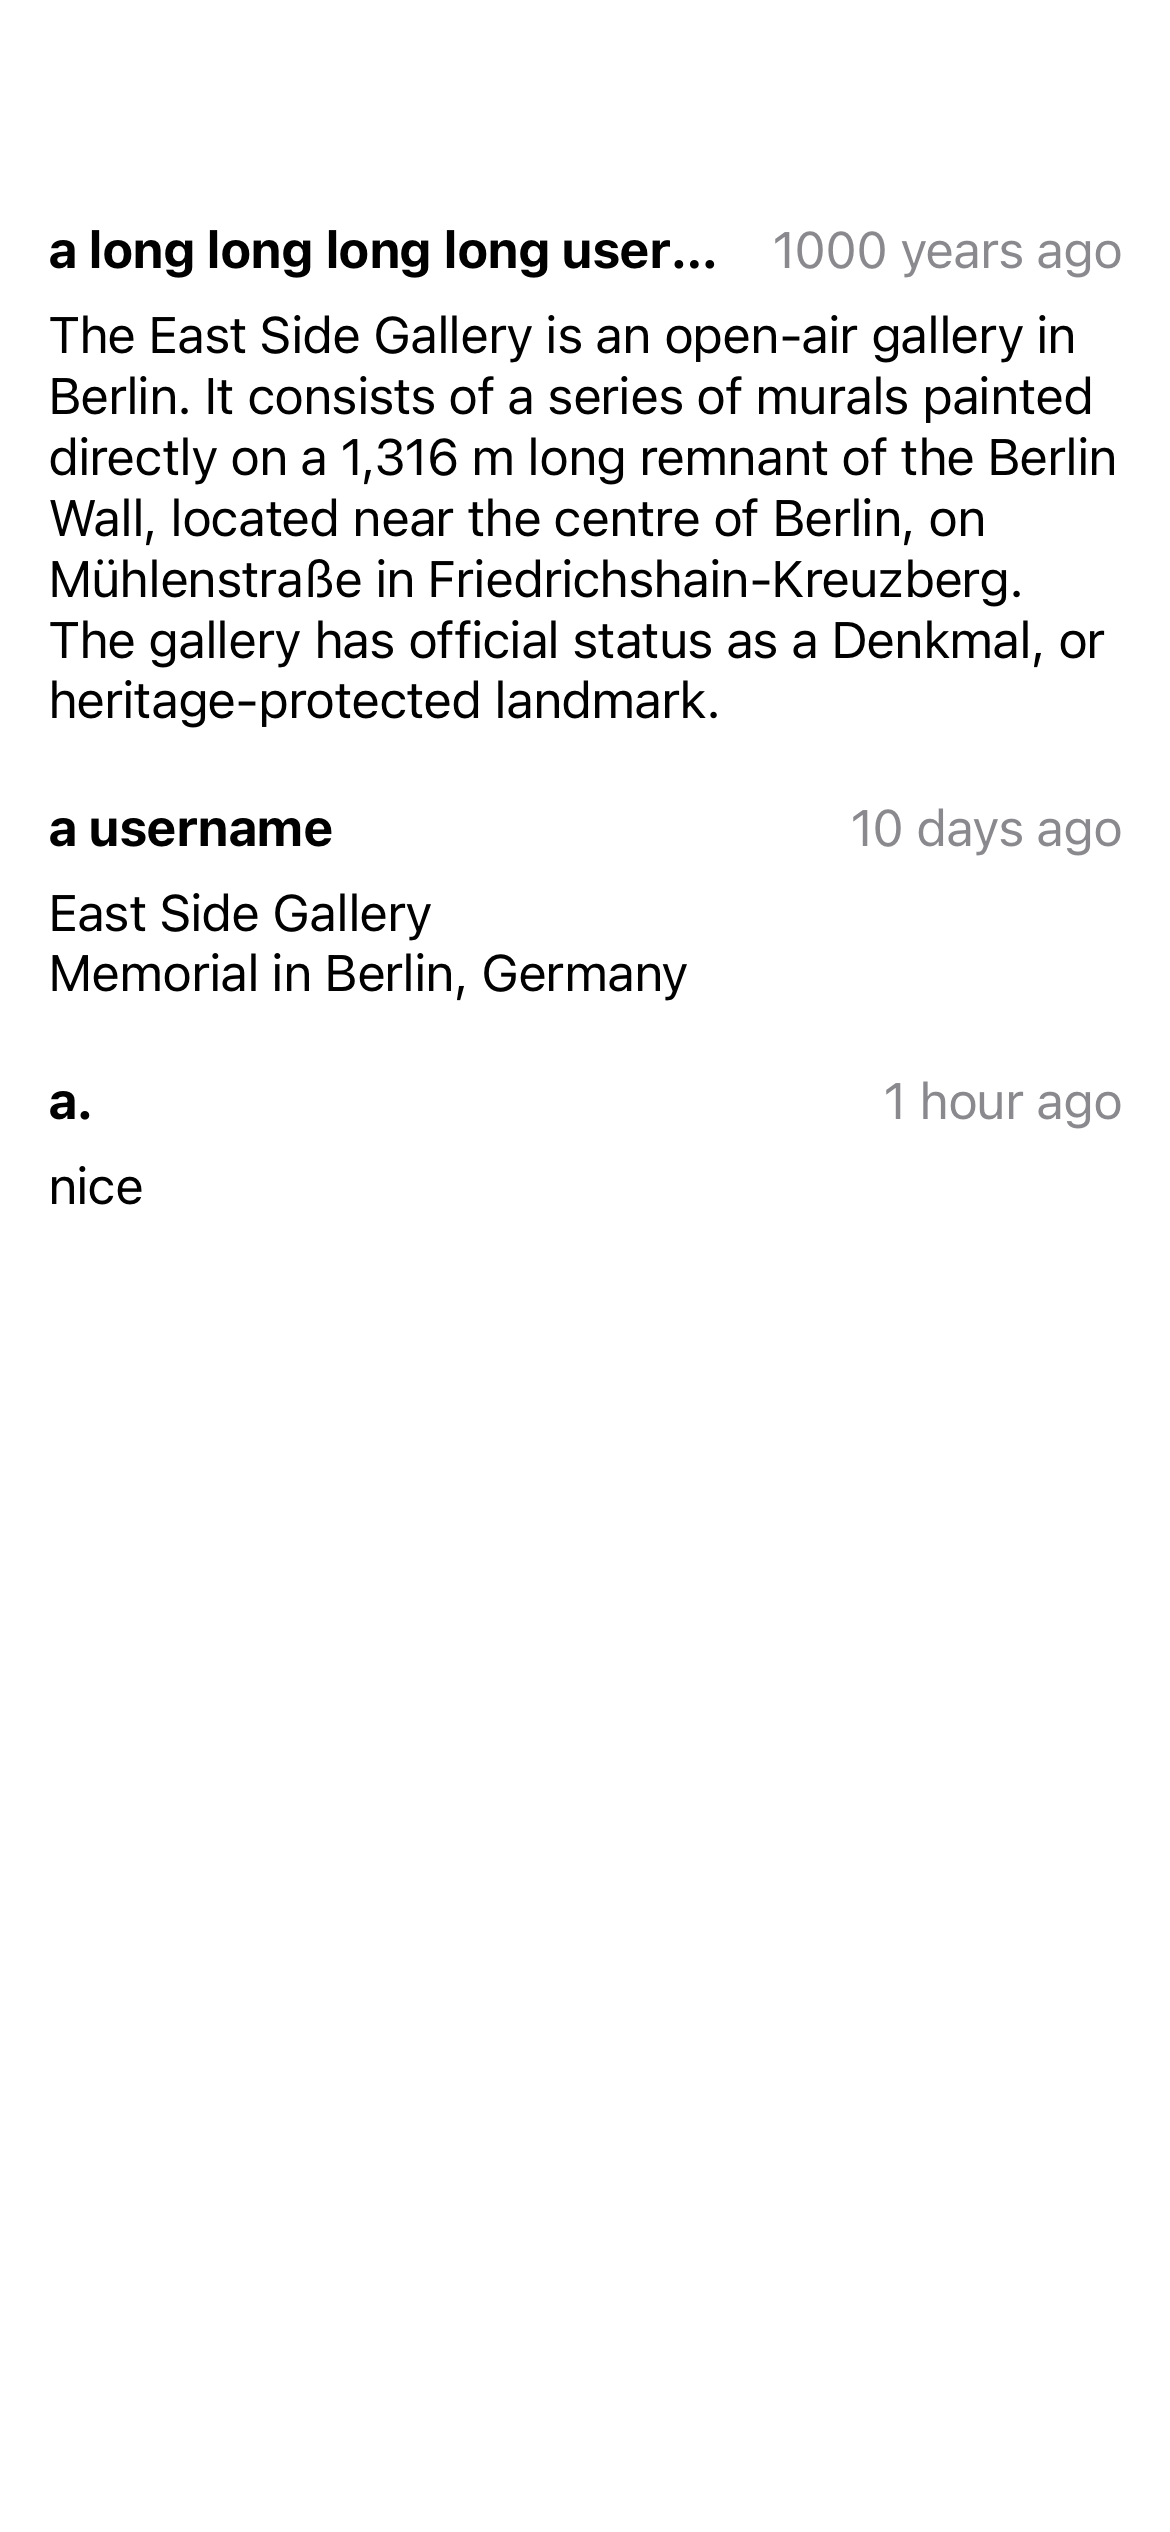 a long long long long user... 1000 years ago
The East Side Gallery is an open-air gallery in
Berlin. It consists of a series of murals painted
directly on a 1,316 m long remnant of the Berlin
Wall, located near the centre of Berlin, on
Mühlenstraße in Friedrichshain-Kreuzberg.
The gallery has official status as a Denkmal, or
heritage-protected landmark.
a username 10 days ago
East Side Gallery
Memorial in Berlin, Germany
a. 1 hour ago
nice